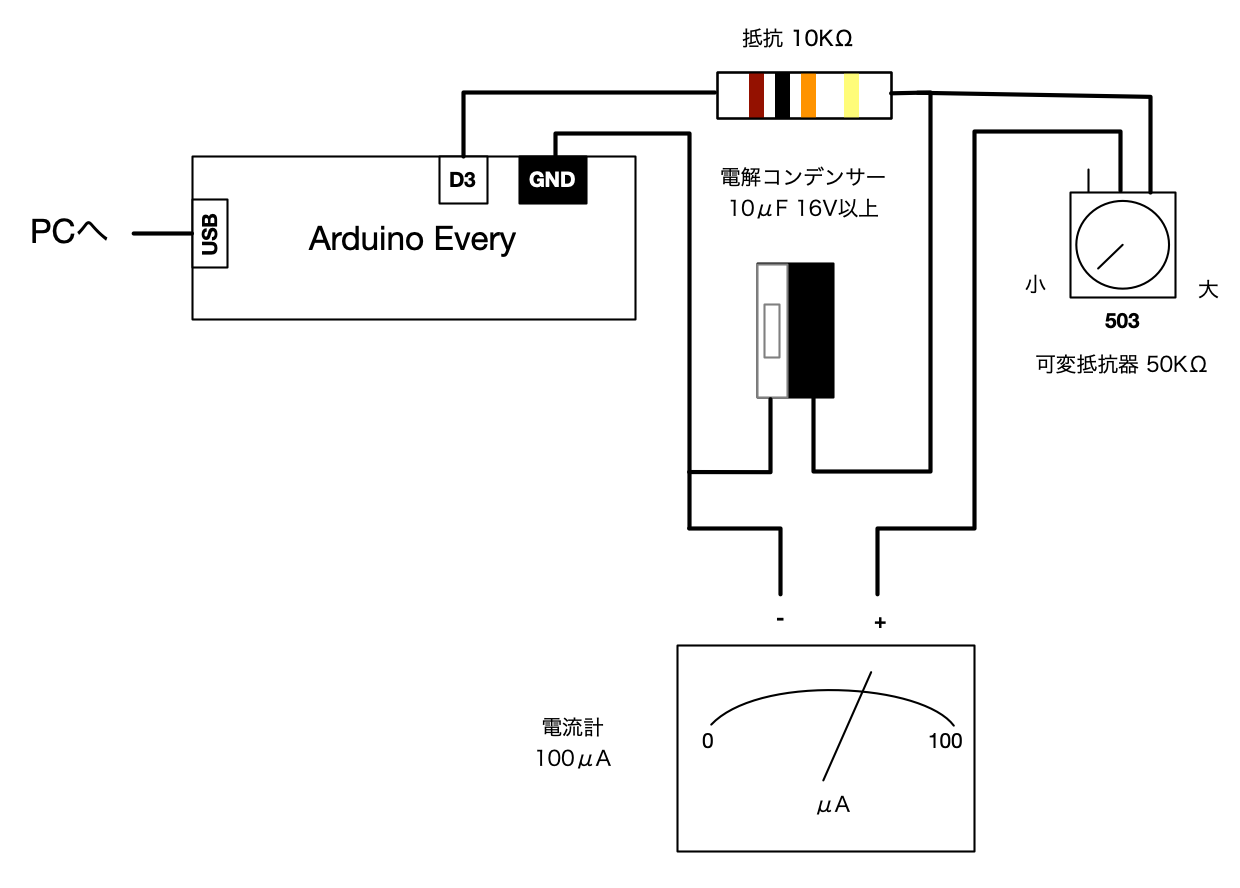 抵抗 10KΩ
D3
GND
電解コンデンサー
10μF 16V以上
PCへ
USB
Arduino Every
小
大
503
可変抵抗器 50KΩ
-
+
電流計
100μA
0
100
μA